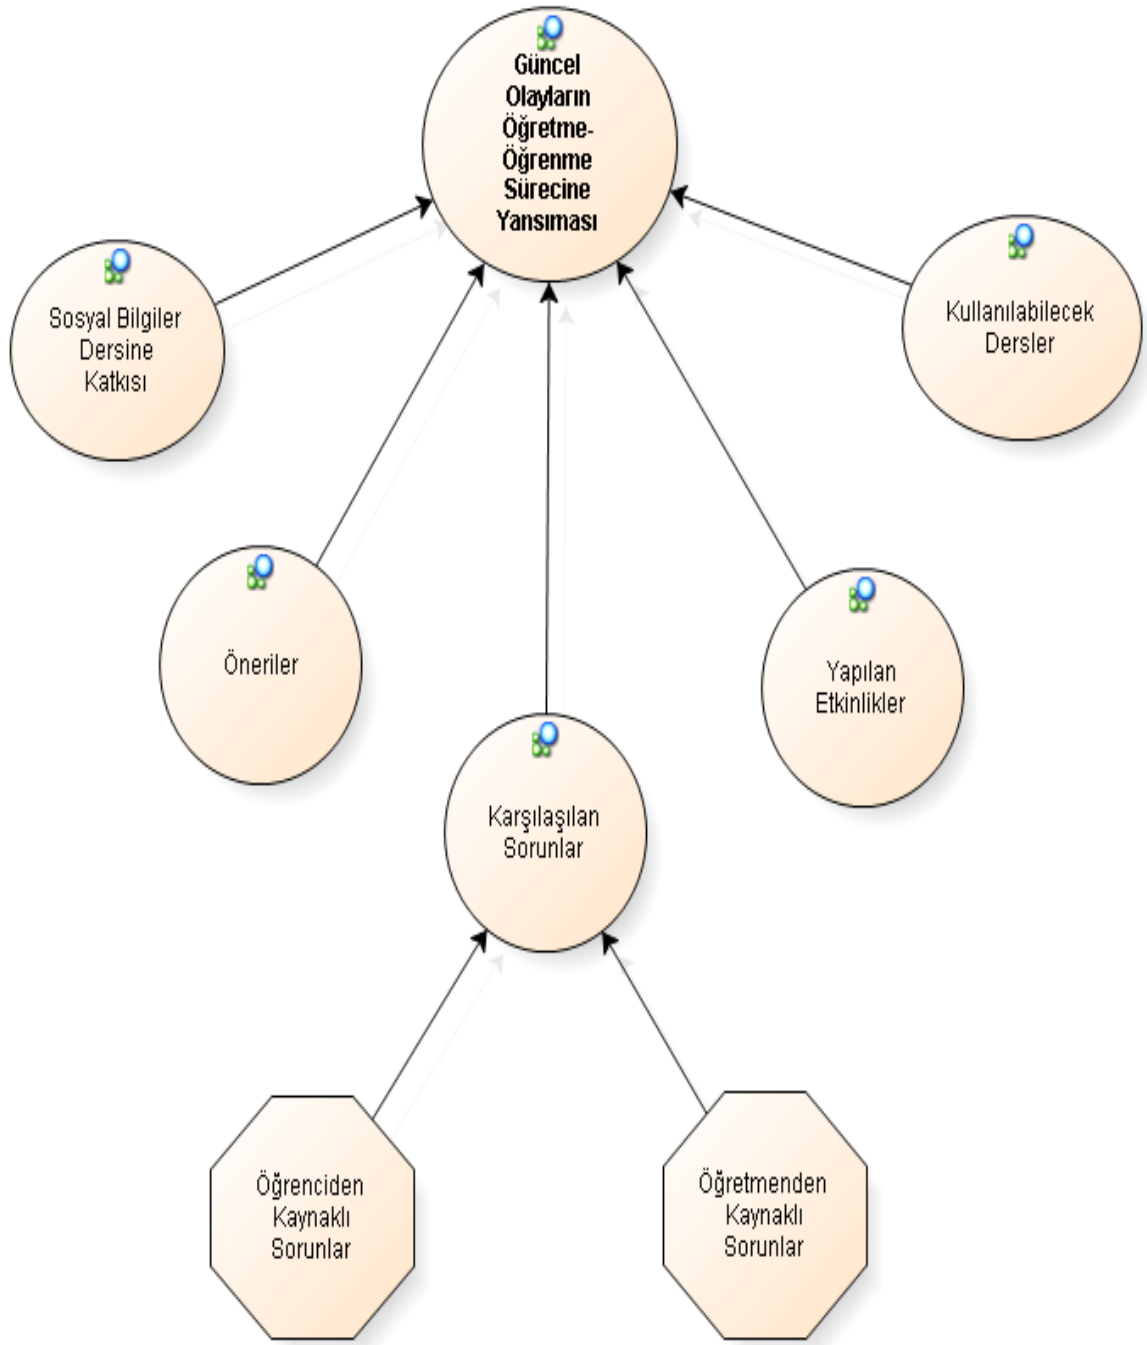 Güncel
Olayların
Öğretme-
Öğrenme
Sürecine
Yansıması
Sosyal Bilgiler
Dersine
Katkısı
Kullanılabilecek
Dersler
Öneriler
Yapılan
Etkinlikler
Karşılaşılan
Sorunlar
Öğrenciden
Kaynaklı
Sorunlar
Öğretmenden
Kaynaklı
Sorunlar